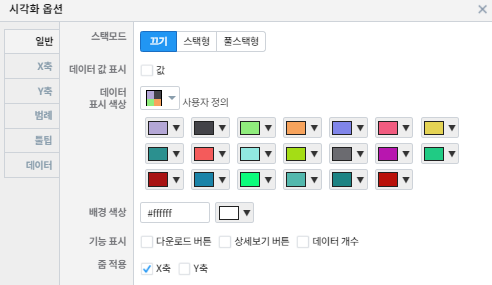 시각화 옵션
일반
X축
Y축
범례
툴팁
데이터
스택모드
끄기
스택형
풀스택형
데이터 값 표시
값
데이터
표시 색상
사용자 정의
배경 색상
#ffffff
기능 표시
다운로드 버튼
상세보기 버튼
데이터 개수
줌 적용
X축
Y축